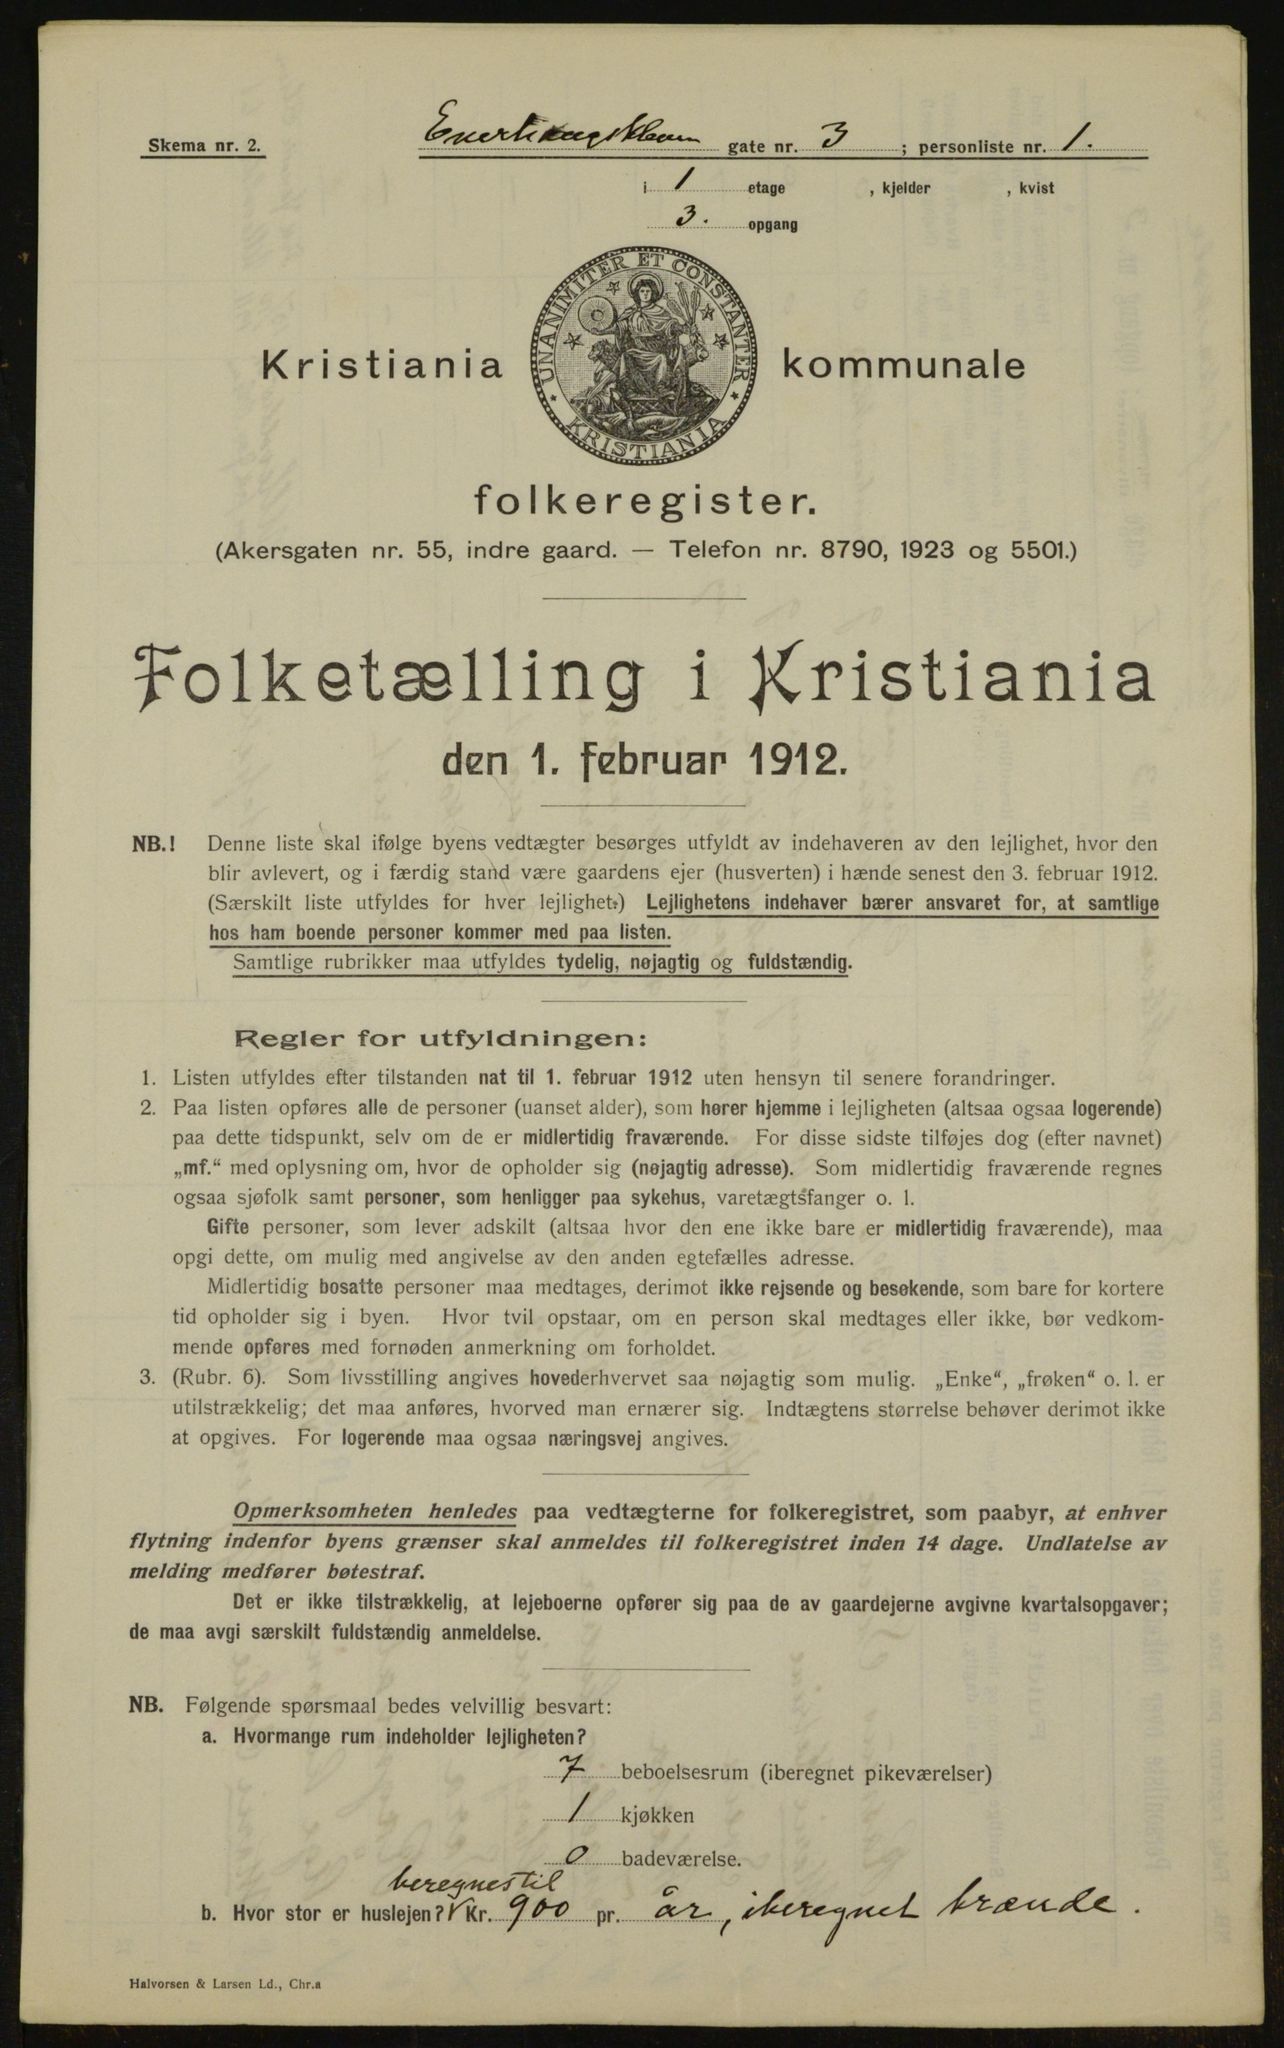 Skema nr. 2.
gate nr. 3 ; personliste nr. 1.
i 1 etage , kjelder , kvist
3. opgang
UNANIMITER ET CONSTANTER
KRISTIANIA
Kristiania kommunale
folkeregister.
(Akersgaten nr. 55, indre gaard. — Telefon nr. 8790, 1923 og 5501.)
Folketælling i Kristiania
den 1. februar 1912.
NB.! Denne liste skal ifølge byens vedtægter besørges utfyldt av indehaveren av den lejlighet, hvor den
blir avlevert, og i færdig stand være gaardens ejer (husverten) i hænde senest den 3. februar 1912.
(Særskilt liste utfyldes for hver lejlighet.) Lejlighetens indehaver bærer ansvaret for, at samtlige
hos ham boende personer kommer med paa listen.
Samtlige rubrikker maa utfyldes tydelig, nøjagtig og fuldstændig.
Regler for utfyldningen:
1. Listen utfyldes efter tilstanden nat til 1. februar 1912 uten hensyn til senere forandringer.
2. Paa listen opføres alle de personer (uanset alder), som hører hjemme i lejligheten (altsaa ogsaa logerende)
paa dette tidspunkt, selv om de er midlertidig fraværende. For disse sidste tilføjes dog (efter navnet)
„mf.“ med oplysning om, hvor de opholder sig (nøjagtig adresse). Som midlertidig fraværende regnes
ogsaa sjøfolk samt personer, som henligger paa sykehus, varetægtsfanger o. l.
Gifte personer, som lever adskilt (altsaa hvor den ene ikke bare er midlertidig fraværende), maa
opgi dette, om mulig med angivelse av den anden egtefælles adresse.
Midlertidig bosatte personer maa medtages, derimot ikke rejsende og besøkende, som bare for kortere
tid opholder sig i byen. Hvor tvil opstaar, om en person skal medtages eller ikke, bør vedkom-
mende opføres med fornøden anmerkning om forholdet.
3. (Rubr. 6). Som livsstilling angives hovederhvervet saa nøjagtig som mulig. „Enke“, „frøken“ o. l. er
utilstrækkelig; det maa anføres, hvorved man ernærer sig. Indtægtens størrelse behøver derimot ikke
at opgives. For logerende maa ogsaa næringsvej angives.
Opmerksomheten henledes paa vedtægterne for folkeregistret, som paabyr, at enhver
flytning indenfor byens grænser skal anmeldes til folkeregistret inden 14 dage. Undlatelse av
melding medfører bøtestraf.
Det er ikke tilstrækkelig, at lejeboerne opfører sig paa de av gaardejerne avgivne kvartalsopgaver;
de maa avgi særskilt fuldstændig anmeldelse.
NB. Følgende spørsmaal bedes velvillig besvart:
a. Hvormange rum indeholder lejligheten?
7 beboelsesrum (iberegnet pikeværelser)
1 kjøkken
0 badeværelse.
beregnes til
b. Hvor stor er huslejen? Kr. 900 pr. år, iberegnet brænde.
Halvorsen & Larsen Ld., Chr.a